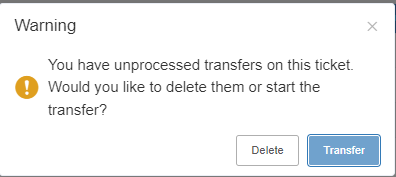 Warning
You have unprocessed transfers on this ticket.
Would you like to delete them or start the
transfer?
Delete
Transfer